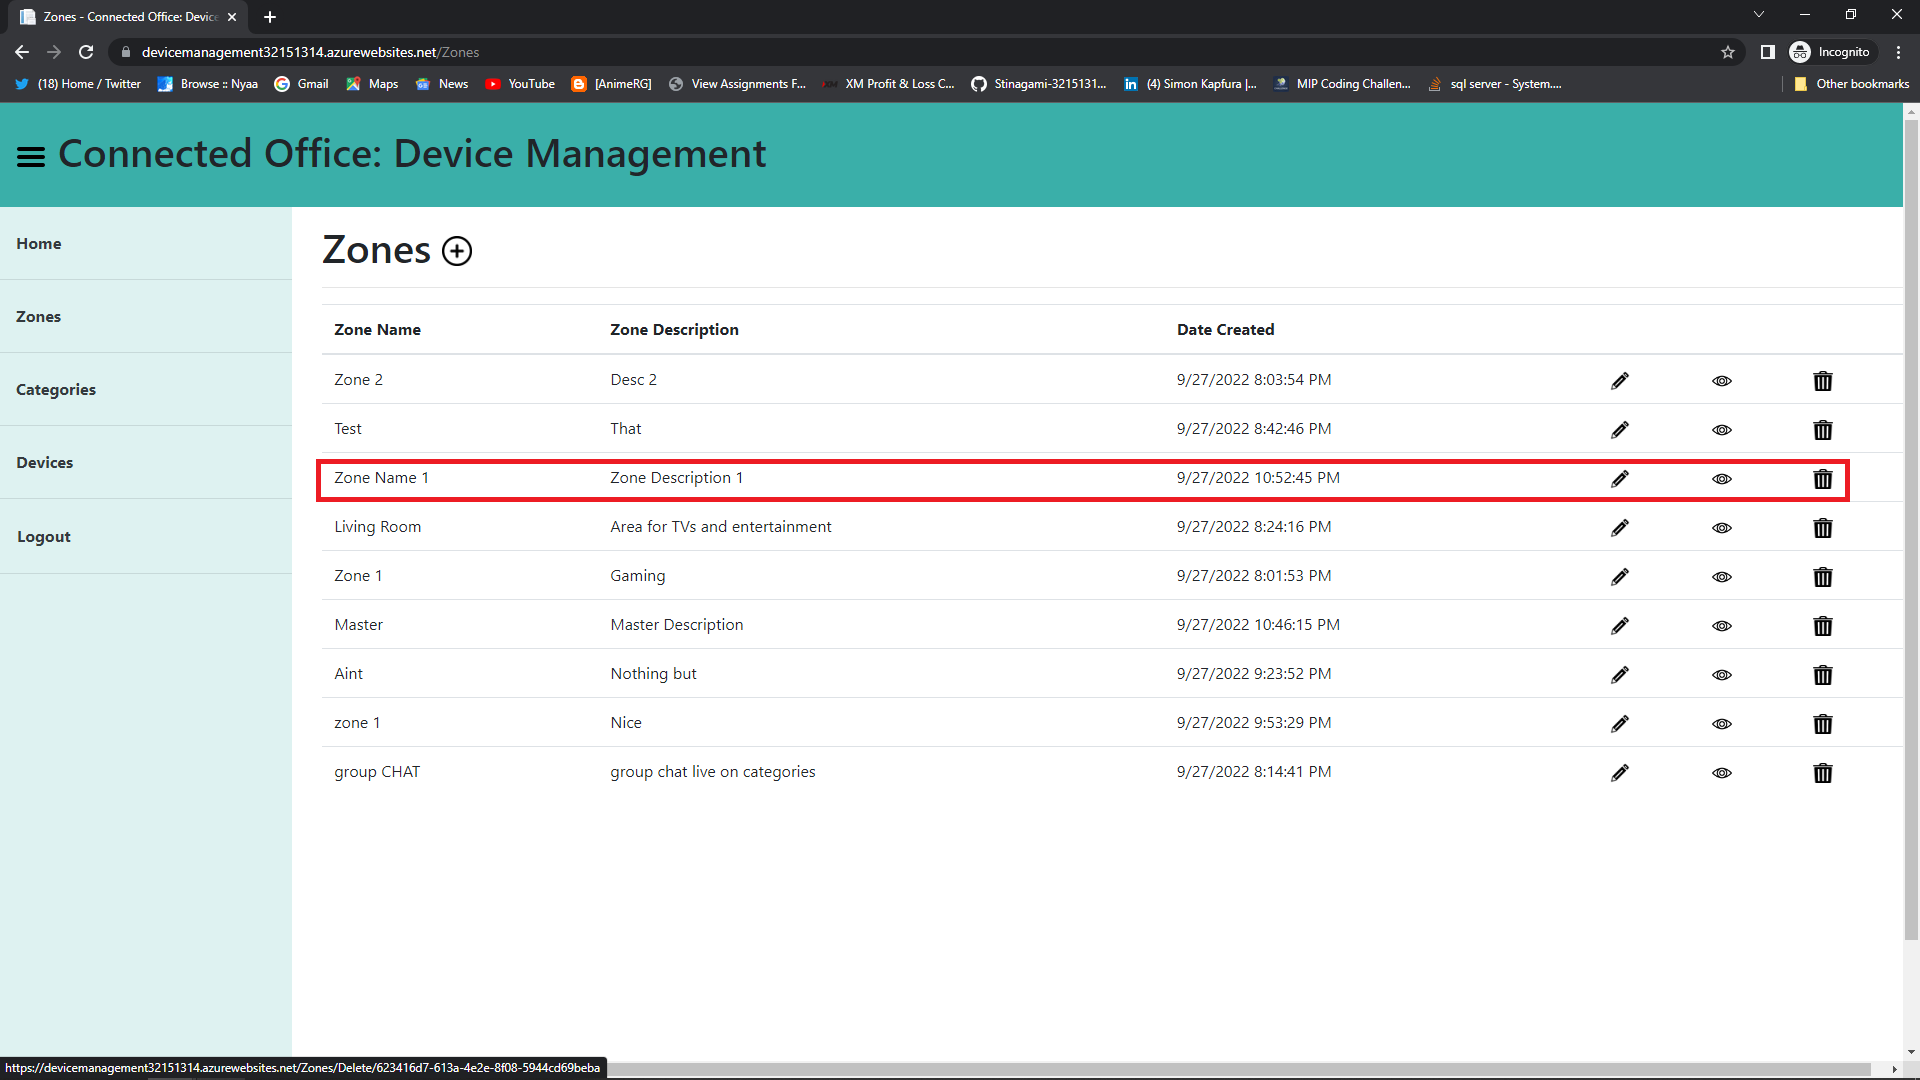 Zones - Connected Office: Device
devicemanagement32151314.azurewebsites.net/Zones
Incognito
(18) Home / Twitter
Browse :: Nyaa
Gmail
Maps
News
YouTube
[AnimeRG]
View Assignments F...
XM Profit & Loss C...
Stinagami-3215131...
(4) Simon Kapfura |...
MIP Coding Challen...
sql server - System....
Other bookmarks
Connected Office: Device Management
Home
Zones
Categories
Devices
Logout
Zones
Zone Name Zone Description Date Created
Zone 2 Desc 2 9/27/2022 8:03:54 PM
Test That 9/27/2022 8:42:46 PM
Zone Name 1 Zone Description 1 9/27/2022 10:52:45 PM
Living Room Area for TVs and entertainment 9/27/2022 8:24:16 PM
Zone 1 Gaming 9/27/2022 8:01:53 PM
Master Master Description 9/27/2022 10:46:15 PM
Aint Nothing but 9/27/2022 9:23:52 PM
zone 1 Nice 9/27/2022 9:53:29 PM
group CHAT group chat live on categories 9/27/2022 8:14:41 PM
https://devicemanagement32151314.azurewebsites.net/Zones/Delete/623416d7-613a-4e2e-8f08-5944cd69beba